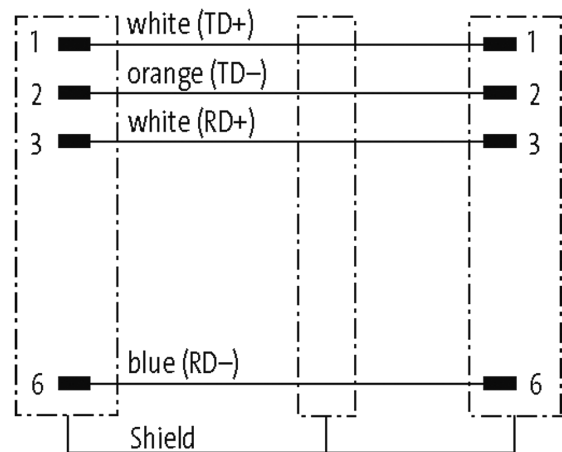 1 white (TD+) 1
2 orange (TD–) 2
3 white (RD+) 3
6 blue (RD–) 6
Shield